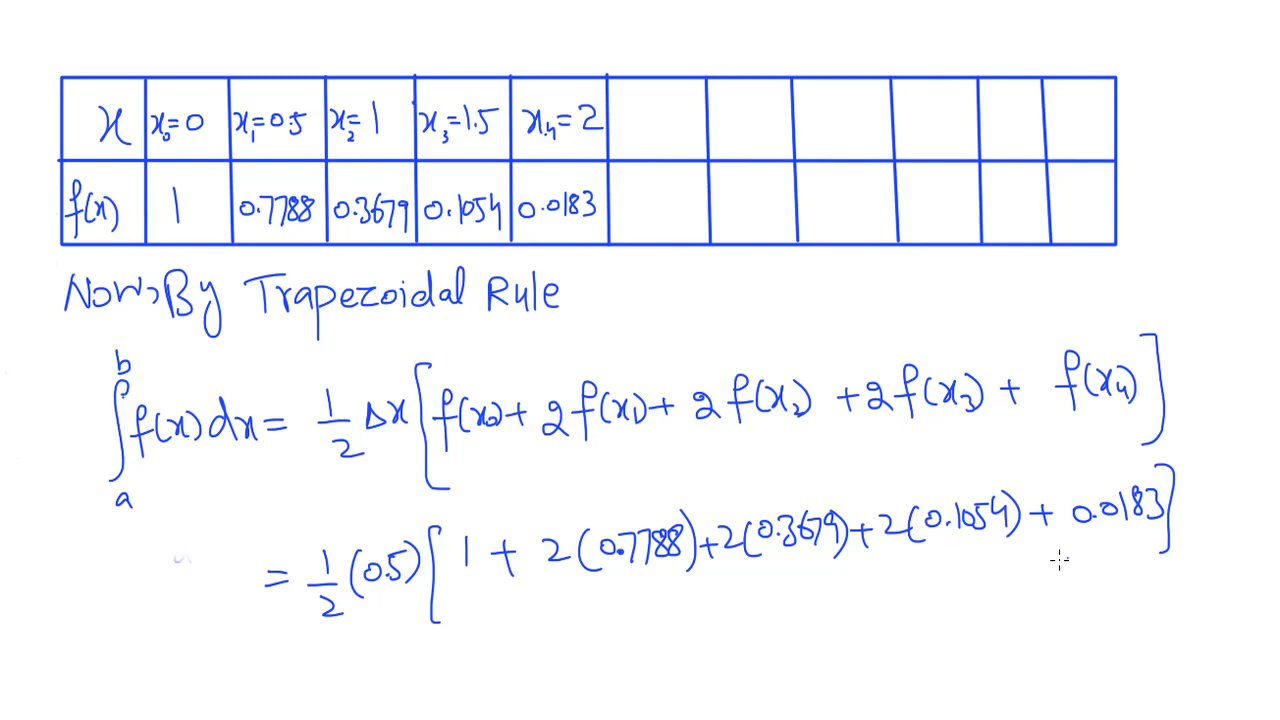 x x₀=0 x₁=0.5 x₂=1 x₃=1.5 x₄=2
f(x) 1 0.7788 0.3679 0.1054 0.0183
Now, By Trapezoidal Rule
∫ₐᵇ f(x) dx = 1/2 Δx [f(x₀) + 2f(x₁) + 2f(x₂) + 2f(x₃) + f(x₄)]
= 1/2 (0.5) [1 + 2(0.7788) + 2(0.3679) + 2(0.1054) + 0.0183]